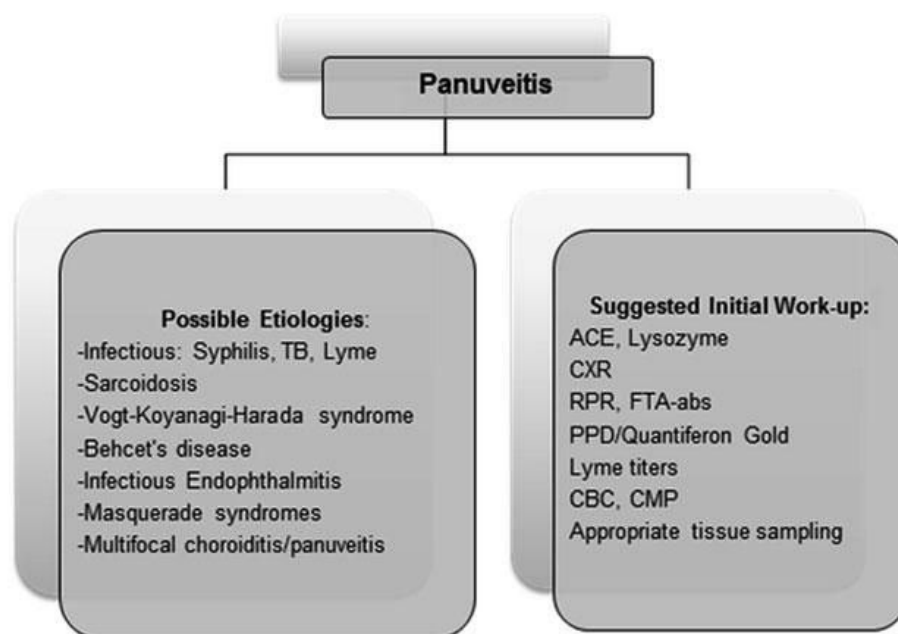 Panuveitis
Possible Etiologies:
-Infectious: Syphilis, TB, Lyme
-Sarcoidosis
-Vogt-Koyanagi-Harada syndrome
-Behcet's disease
-Infectious Endophthalmitis
-Masquerade syndromes
-Multifocal choroiditis/panuveitis
Suggested Initial Work-up:
ACE, Lysozyme
CXR
RPR, FTA-abs
PPD/Quantiferon Gold
Lyme titers
CBC, CMP
Appropriate tissue sampling